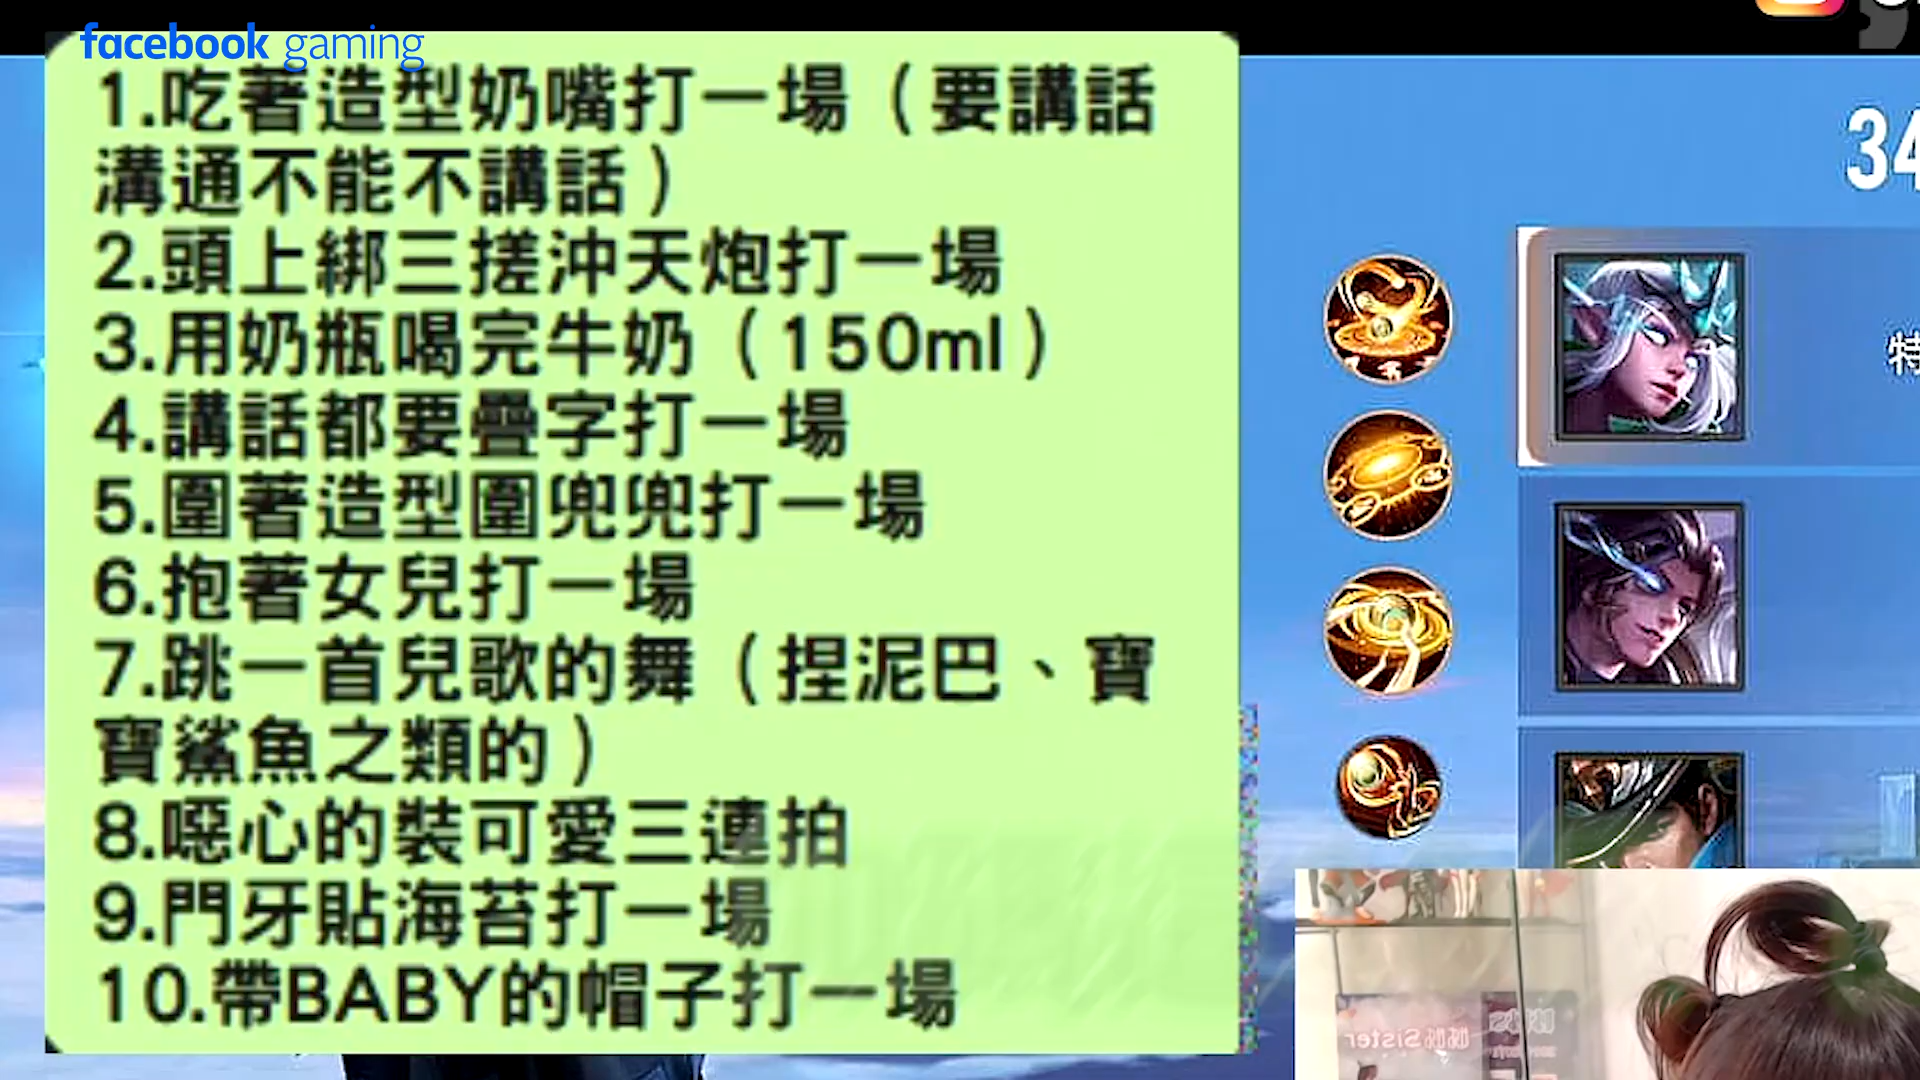 facebook gaming
1.吃著造型奶嘴打一場（要講話
溝通不能不講話）
2.頭上綁三搓沖天炮打一場
3.用奶瓶喝完牛奶（150ml）
4.講話都要疊字打一場
5.圍著造型圍兜兜打一場
6.抱著女兒打一場
7.跳一首兒歌的舞（捏泥巴、寶
寶鯊魚之類的）
8.噁心的裝可愛三連拍
9.門牙貼海苔打一場
10.帶BABY的帽子打一場
34
特
Sister